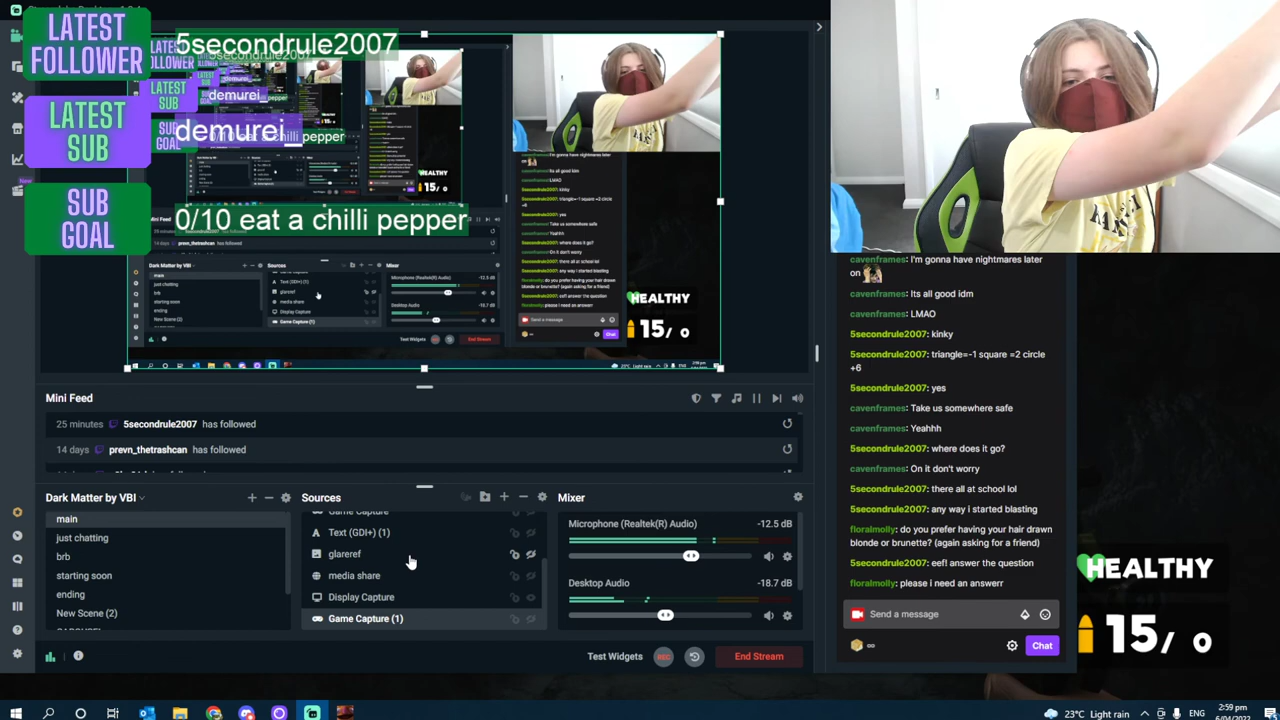 LATEST
FOLLOWER
5secondrule2007
LATEST
SUB
demurei_
SUB
GOAL
0/10 eat a chilli pepper
Mini Feed
25 minutes 5secondrule2007 has followed
14 days prevn_thetrashcan has followed
Dark Matter by VBI
main
just chatting
brb
starting soon
ending
New Scene (2)
Sources
Text (GDI+) (1)
glareref
media share
Display Capture
Game Capture (1)
Mixer
Microphone (Realtek(R) Audio) -12.5 dB
Desktop Audio -18.7 dB
Test Widgets
REC
End Stream
cavenframes: I'm gonna have nightmares later
on
cavenframes: Its all good idm
cavenframes: LMAO
5secondrule2007: kinky
5secondrule2007: triangle=-1 square =2 circle
+6
5secondrule2007: yes
cavenframes: Take us somewhere safe
cavenframes: Yeahhh
5secondrule2007: where does it go?
cavenframes: On it don't worry
5secondrule2007: there all at school lol
5secondrule2007: any way i started blasting
floralmolly: do you prefer having your hair drawn
blonde or brunette? (again asking for a friend)
5secondrule2007: eef! answer the question
floralmolly: please i need an answerr
Send a message
∞
Chat
HEALTHY
15/0
23°C Light rain
ENG
2:59 pm